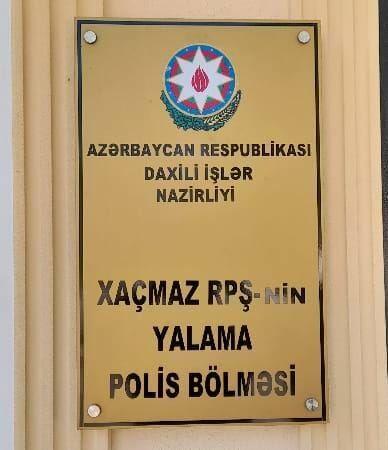 AZƏRBAYCAN RESPUBLİKASI
DAXİLİ İŞLƏR
NAZİRLİYİ
XAÇMAZ RPŞ-NİN
YALAMA
POLİS BÖLMƏSİ